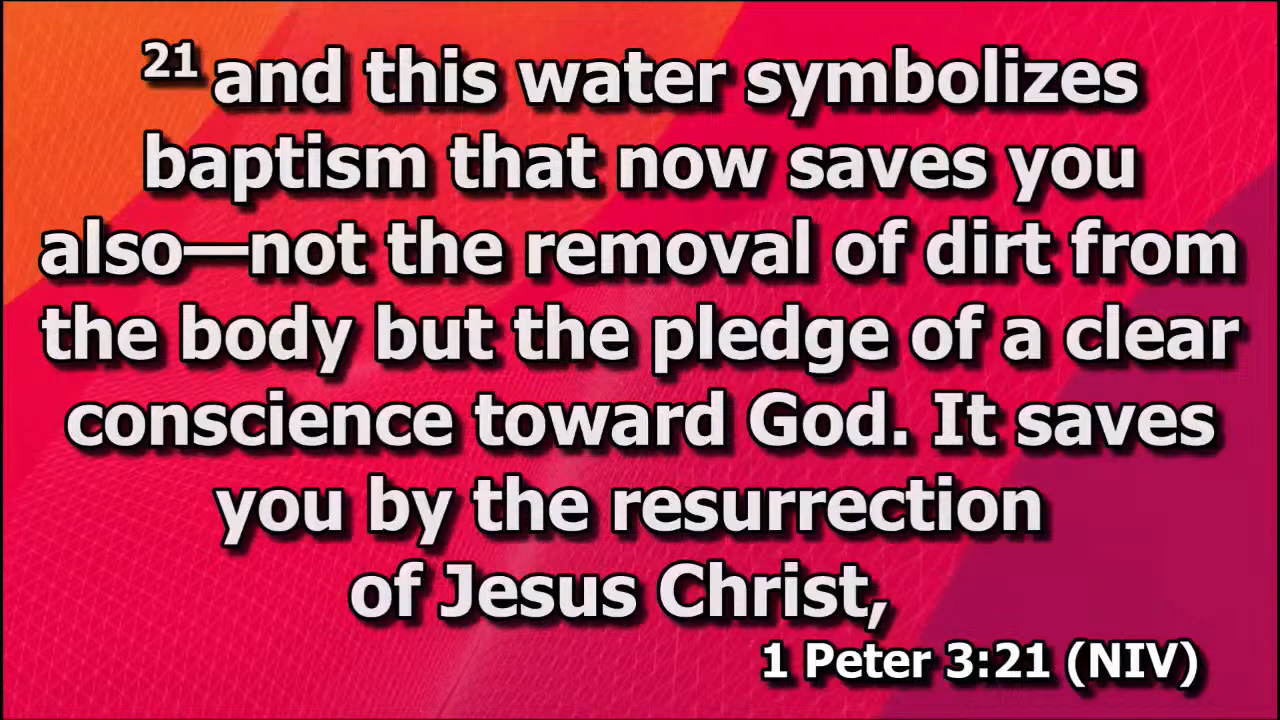 21 and this water symbolizes
baptism that now saves you
also—not the removal of dirt from
the body but the pledge of a clear
conscience toward God. It saves
you by the resurrection
of Jesus Christ,
1 Peter 3:21 (NIV)